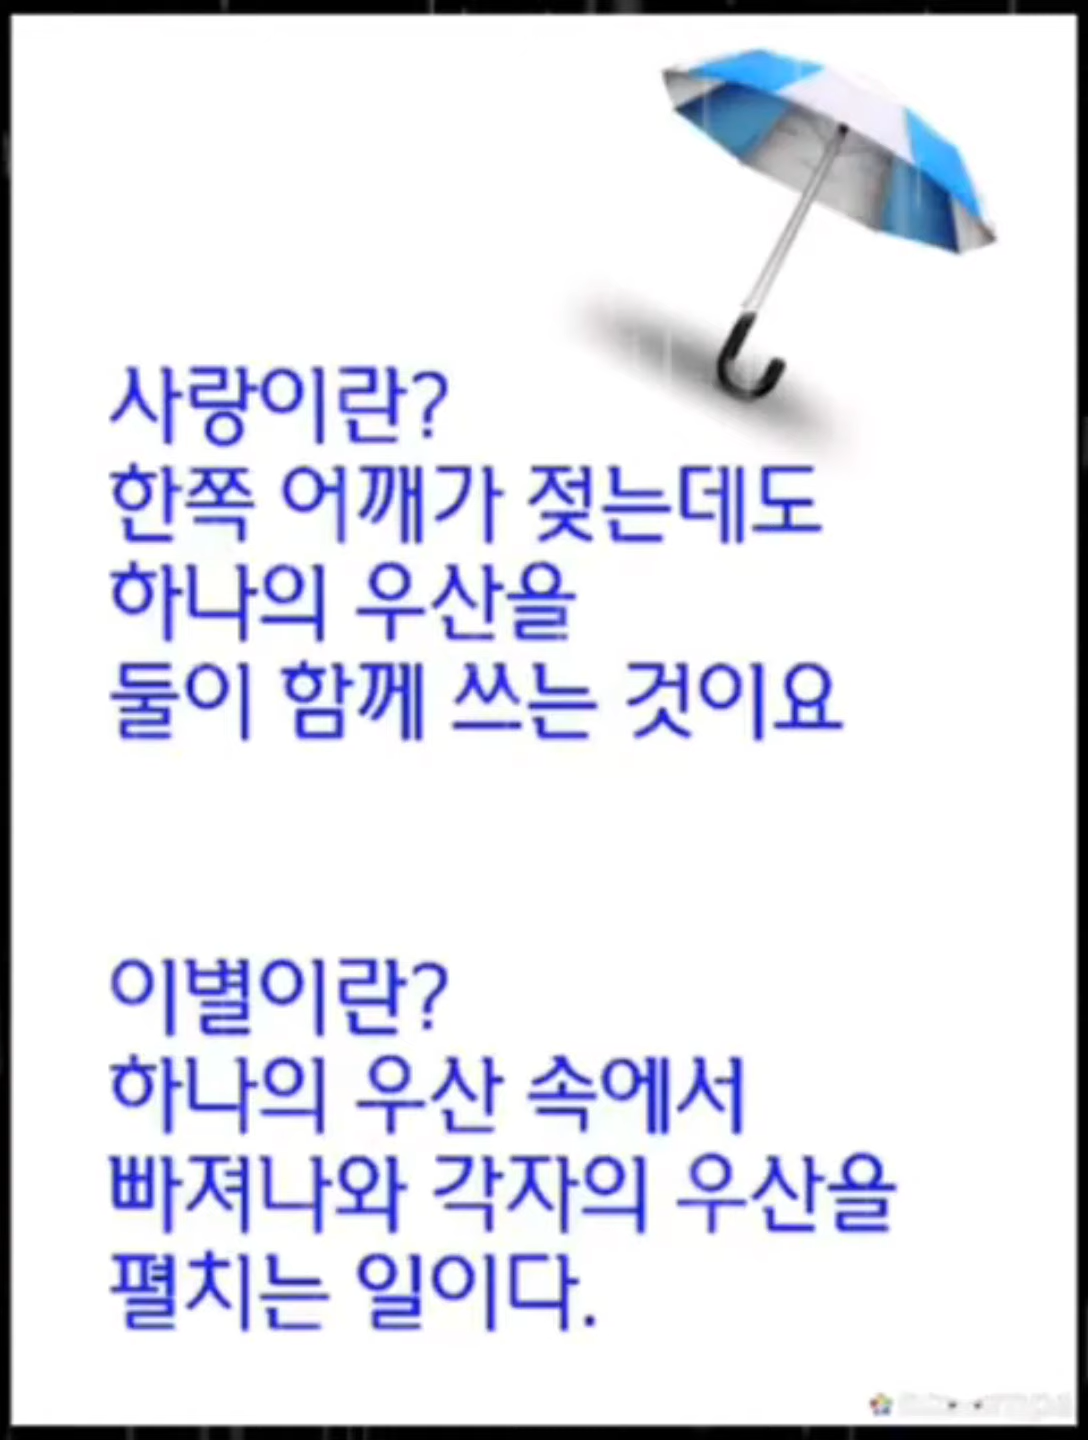 사랑이란?
한쪽 어깨가 젖는데도
하나의 우산을
둘이 함께 쓰는 것이요
이별이란?
하나의 우산 속에서
빠져나와 각자의 우산을
펼치는 일이다.